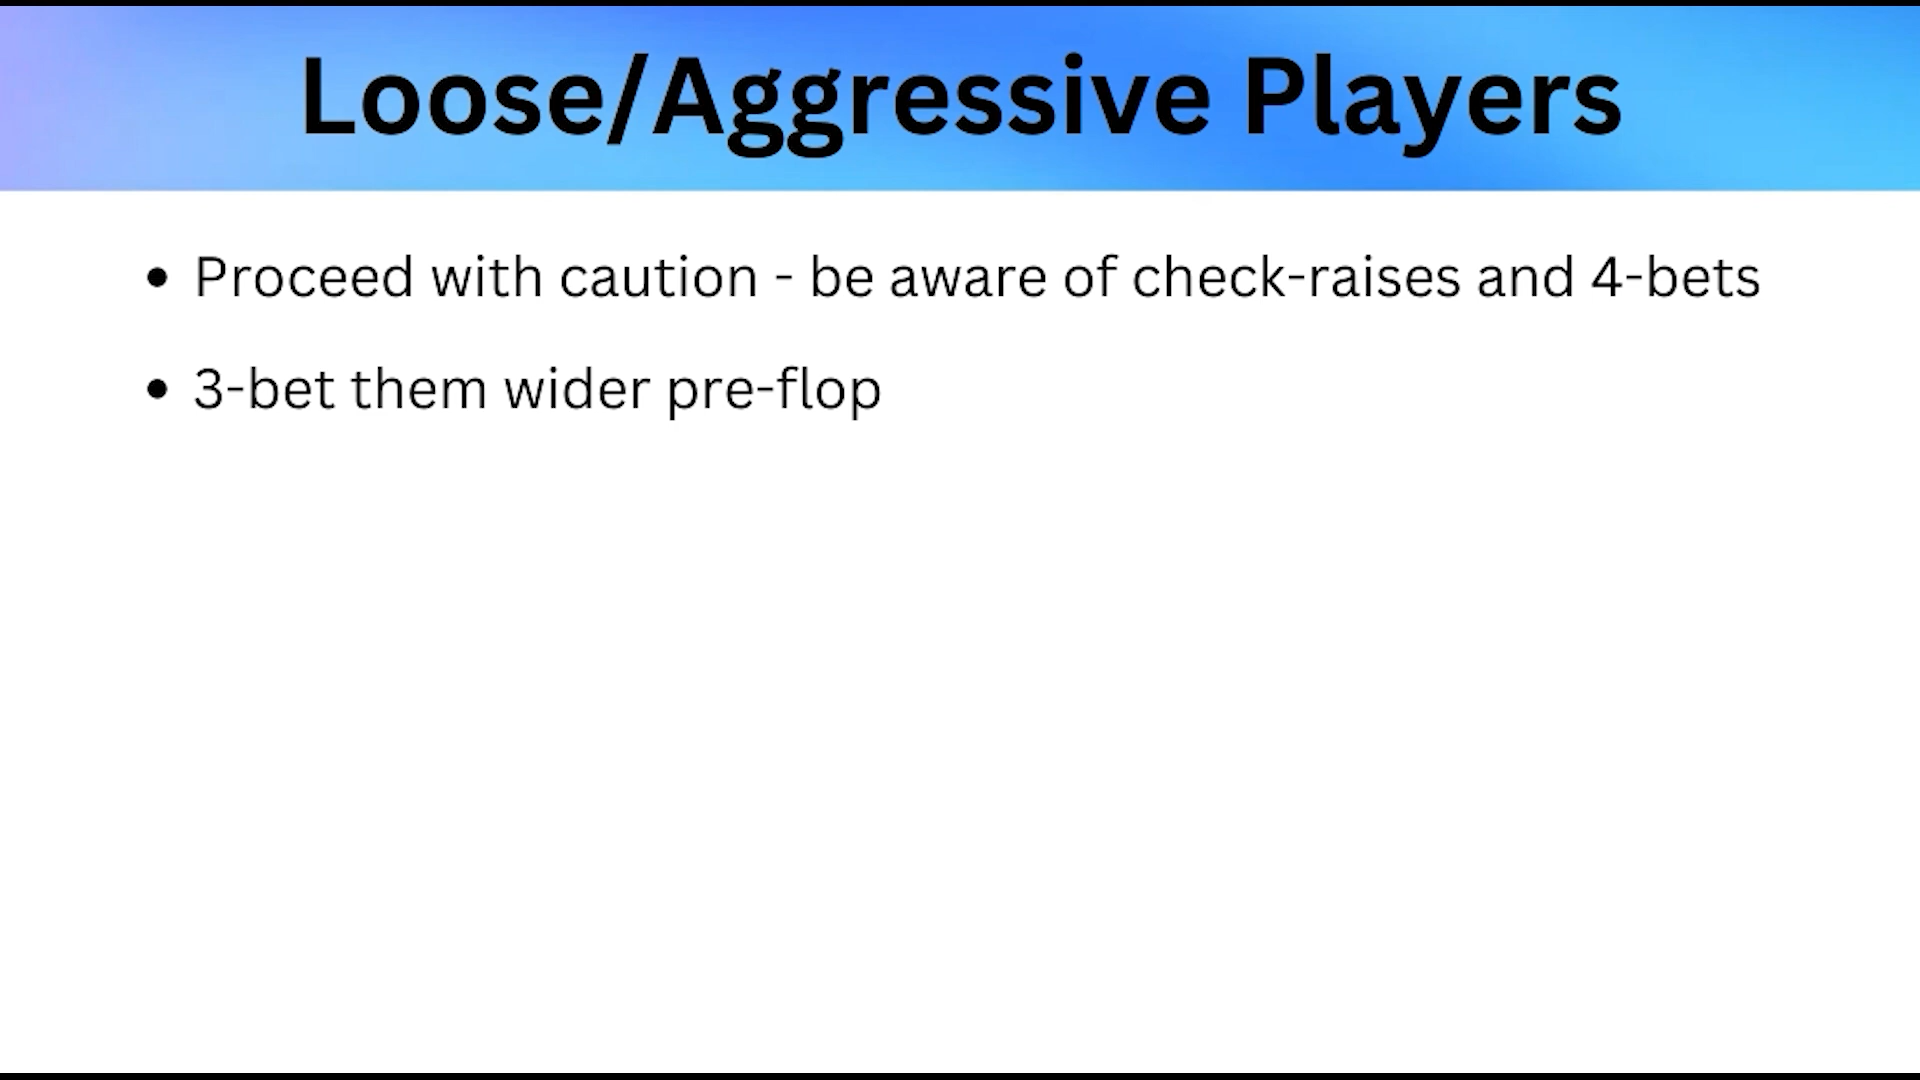 Loose/Aggressive Players
• Proceed with caution - be aware of check-raises and 4-bets
• 3-bet them wider pre-flop